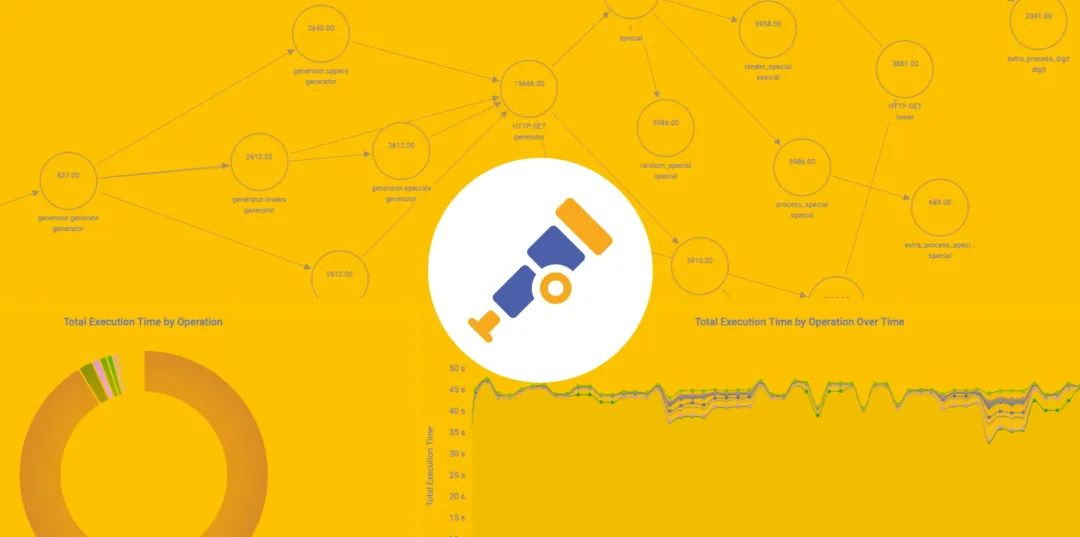 2640.00
generator.uppers
generator
837.00
generator.generate
generator
2612.00
generator.lowers
generator
2612.00
generator.specials
generator
2612.00
15666.00
HTTP GET
generator
/
special
3958.00
render_special
special
3986.00
random_special
special
3881.00
HTTP GET
lower
2341.00
extra_process_digit
digit
3986.00
process_special
special
689.00
extra_process_speci...
special
3910.00
Total Execution Time by Operation
Total Execution Time by Operation Over Time
Total Execution Time
50 s
45 s
40 s
35 s
30 s
25 s
20 s
15 s